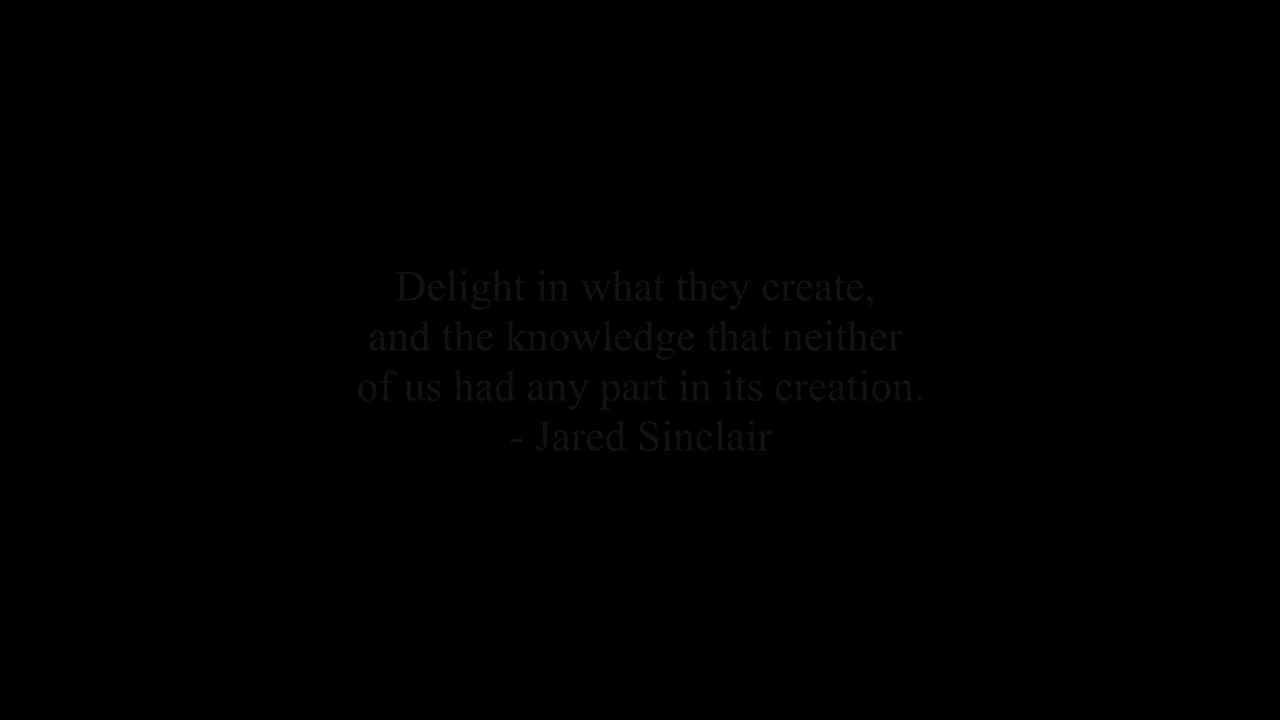 Delight in what they create,
and the knowledge that neither
of us had any part in its creation.
- Jared Sinclair